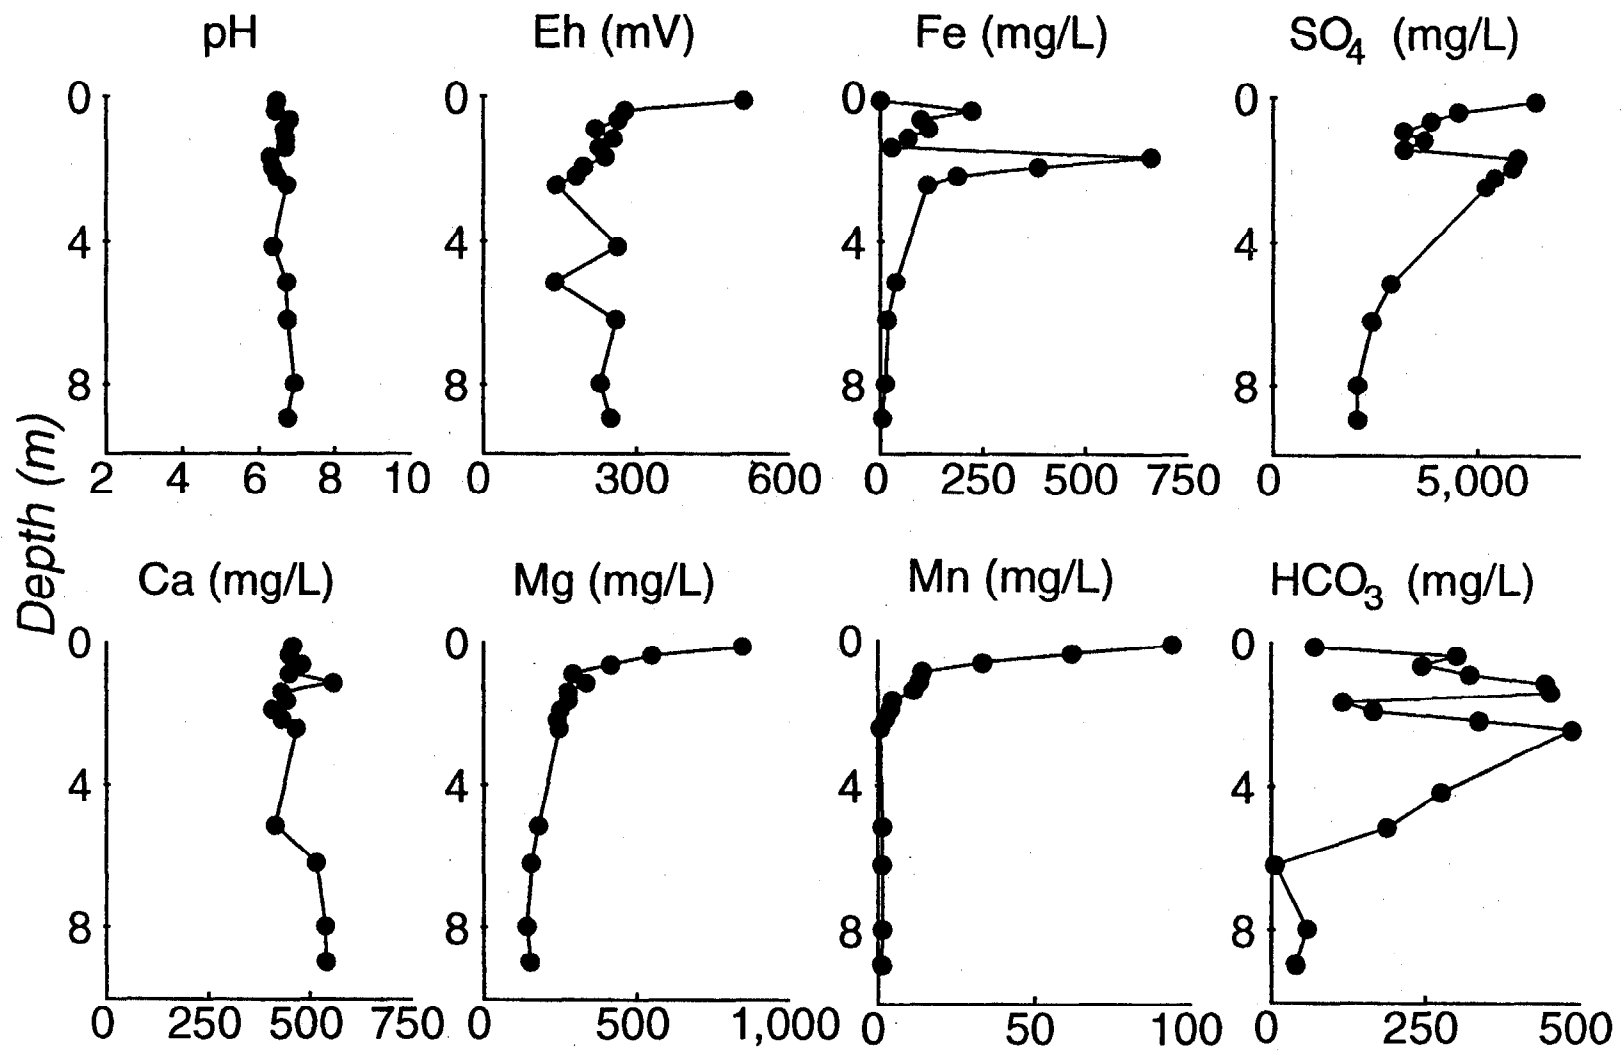 pH Eh (mV) Fe (mg/L) SO4 (mg/L)
0 0 0 0
4 4 4 4
8 8 8 8
2 4 6 8 10 0 300 600 0 250 500 750 0 5,000
Depth (m)
Ca (mg/L) Mg (mg/L) Mn (mg/L) HCO3 (mg/L)
0 0 0 0
4 4 4 4
8 8 8 8
0 250 500 750 0 500 1,000 0 50 100 0 250 500